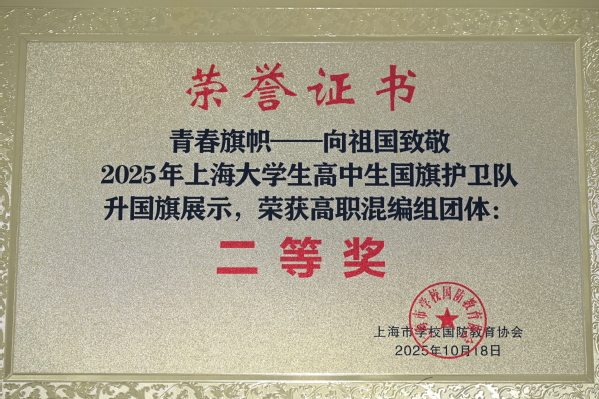 荣誉证书
青春旗帜——向祖国致敬
2025年上海大学生高中生国旗护卫队
升国旗展示，荣获高职混编组团体：
二等奖
上海市学校国防教育协会
2025年10月18日